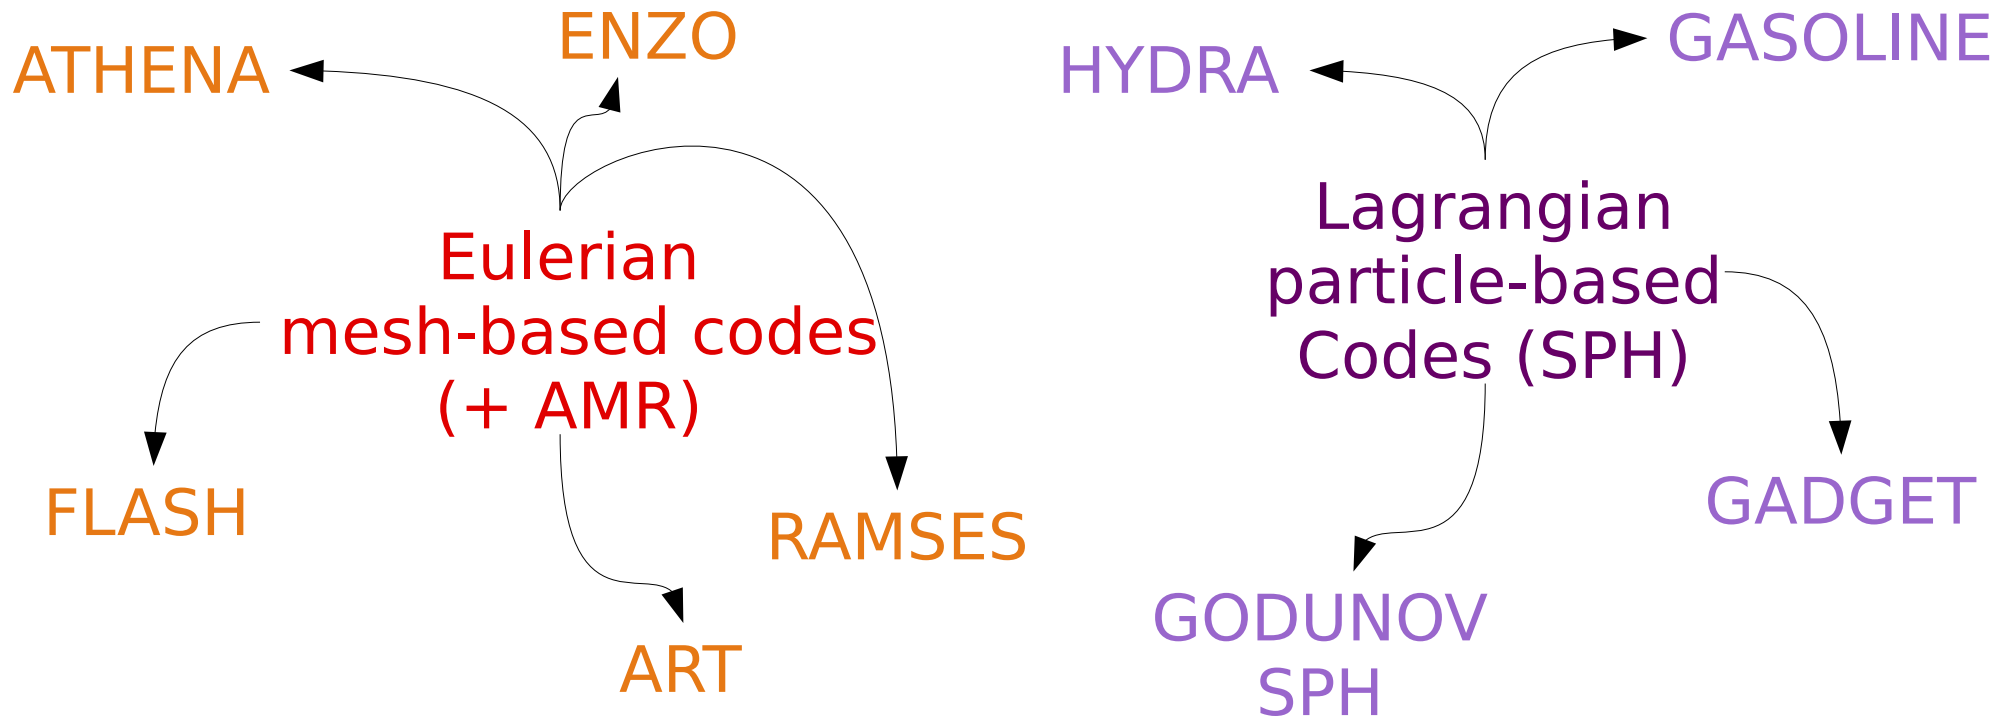 ATHENA
ENZO
Eulerian
mesh-based codes
(+ AMR)
FLASH
RAMSES
ART
HYDRA
GASOLINE
Lagrangian
particle-based
Codes (SPH)
GADGET
GODUNOV
SPH